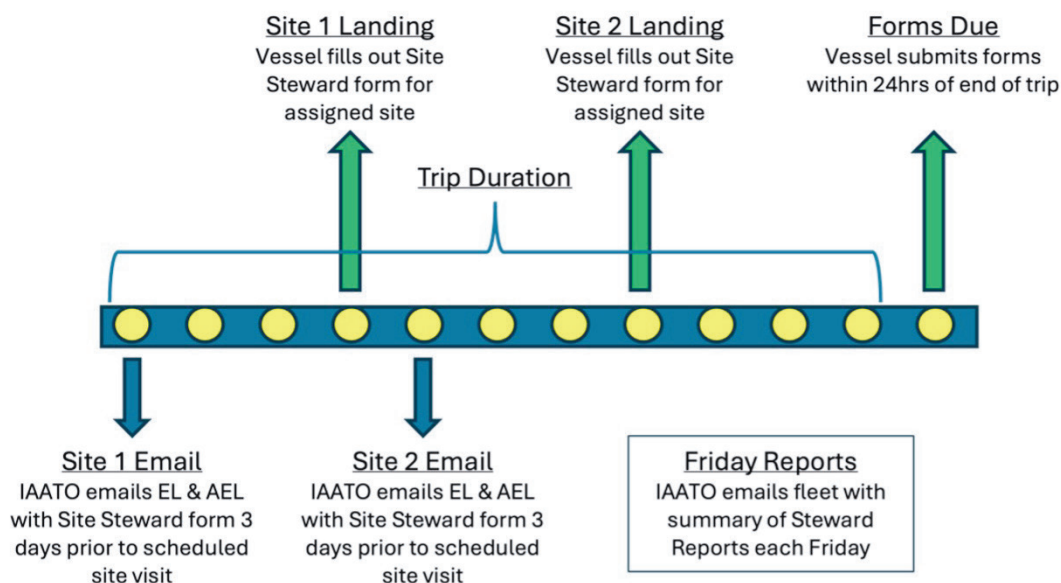 Site 1 Landing
Vessel fills out Site
Steward form for
assigned site
Site 2 Landing
Vessel fills out Site
Steward form for
assigned site
Forms Due
Vessel submits forms
within 24hrs of end of trip
Trip Duration
Site 1 Email
IAATO emails EL & AEL
with Site Steward form 3
days prior to scheduled
site visit
Site 2 Email
IAATO emails EL & AEL
with Site Steward form 3
days prior to scheduled
site visit
Friday Reports
IAATO emails fleet with
summary of Steward
Reports each Friday